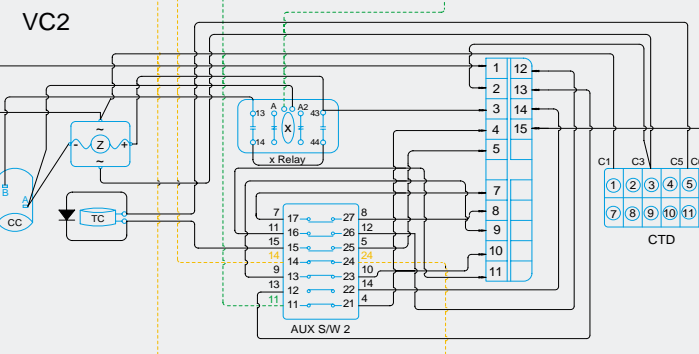 VC2
1 12
2 13
3 14
4 15
5
7
8
9
10
11
13 A A2 43
X
14 44
x Relay
~
- Z +
~
B A
CC
TC
C1 C3 C5 C6
1 2 3 4 5
7 8 9 10 11
CTD
7 17 27 8
11 16 26 12
15 15 25 5
14 14 24 24
9 13 23 10
13 12 22 14
11 11 21 4
AUX S/W 2